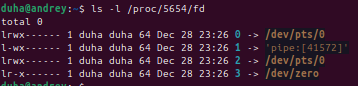 duha@andrey:~$ ls -l /proc/5654/fd
total 0
lrwx------ 1 duha duha 64 Dec 28 23:26 0 -> /dev/pts/0
l-wx------ 1 duha duha 64 Dec 28 23:26 1 -> 'pipe:[41572]'
lrwx------ 1 duha duha 64 Dec 28 23:26 2 -> /dev/pts/0
lr-x------ 1 duha duha 64 Dec 28 23:26 3 -> /dev/zero